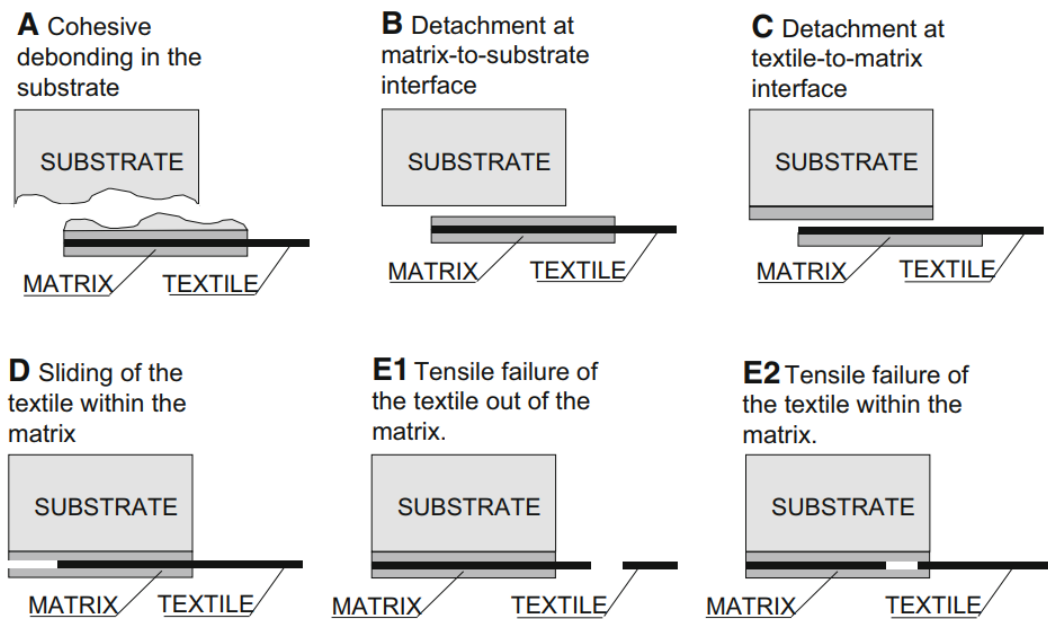 A Cohesive
debonding in the
substrate
SUBSTRATE
MATRIX TEXTILE
B Detachment at
matrix-to-substrate
interface
SUBSTRATE
MATRIX TEXTILE
C Detachment at
textile-to-matrix
interface
SUBSTRATE
MATRIX TEXTILE
D Sliding of the
textile within the
matrix
SUBSTRATE
MATRIX TEXTILE
E1 Tensile failure of
the textile out of the
matrix.
SUBSTRATE
MATRIX TEXTILE
E2 Tensile failure of
the textile within the
matrix.
SUBSTRATE
MATRIX TEXTILE